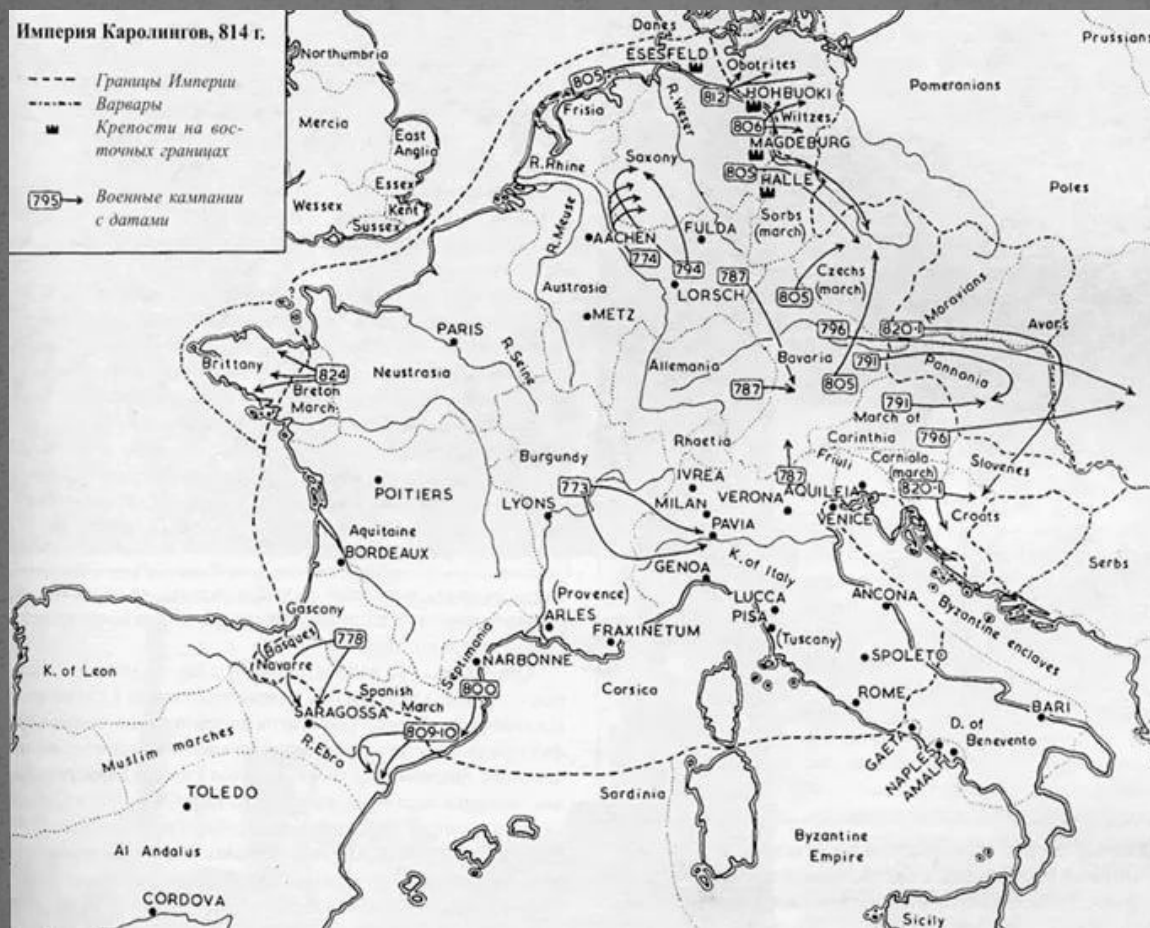 Империя Каролингов, 814 г.
Границы Империи
Варвары
Крепости на вос-
точных границах
795
Военные кампании
с датами
Northumbria
Mercia
East
Anglia
Essex
Wessex
Kent
Sussex
Danes
ESESFELD
Obotrites
Prussians
Pomeranians
805
Frisia
R. Weser
812
HOHBUOKI
Wiltzes
806
MAGDEBURG
R. Rhine
Saxony
805
HALLE
Poles
R. Meuse
Sorbs
(march)
AACHEN
FULDA
774
794
787
Czechs
(march)
LORSCH
805
Austrasia
METZ
Moravians
Avars
796
820-1
PARIS
R. Seine
Brittany
824
Neustrasia
Breton
March
Allemania
Bavaria
791
Pannonia
787
805
791
March of
Carinthia
796
Rhaetia
Burgundy
Friuli
Carniola
(march)
Slovenes
POITIERS
773
IVREA
787
820-1
LYONS
MILAN
VERONA
AQUILEIA
Croats
PAVIA
VENICE
Aquitaine
BORDEAUX
K. of Italy
Serbs
GENOA
(Provence)
LUCCA
ANCONA
Byzantine enclaves
Gascony
ARLES
PISA
(Basques)
778
FRAXINETUM
(Tuscany)
K. of Leon
Navarre
Septimania
NARBONNE
SPOLETO
Spanish
March
800
Corsica
SARAGOSSA
ROME
BARI
809-10
Muslim marches
R. Ebro
GAETA
D. of
Benevento
NAPLES
AMALFI
TOLEDO
Sardinia
Al Andalus
Byzantine
Empire
CORDOVA
Sicily